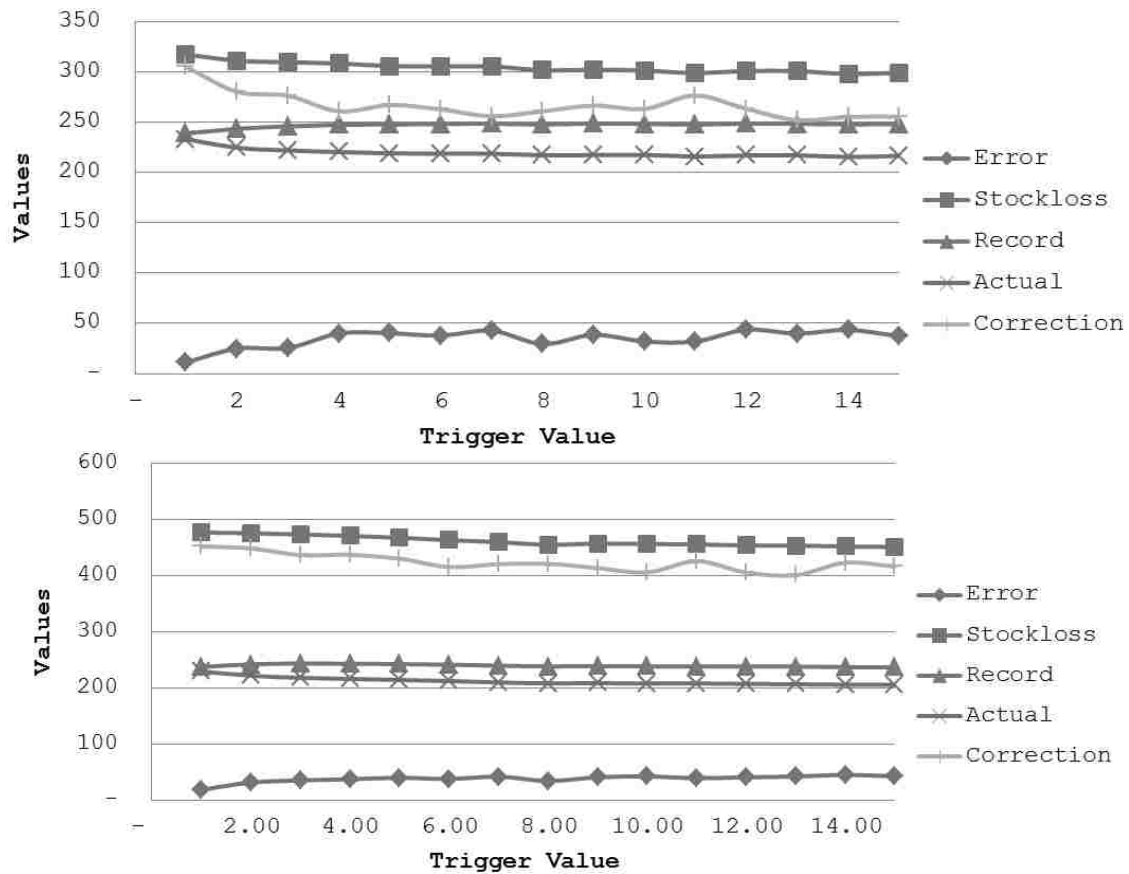 350
300
250
200
150
100
50
–
Values
– 2 4 6 8 10 12 14
Trigger Value
Error
Stockloss
Record
Actual
Correction
600
500
400
300
200
100
–
Values
– 2.00 4.00 6.00 8.00 10.00 12.00 14.00
Trigger Value
Error
Stockloss
Record
Actual
Correction